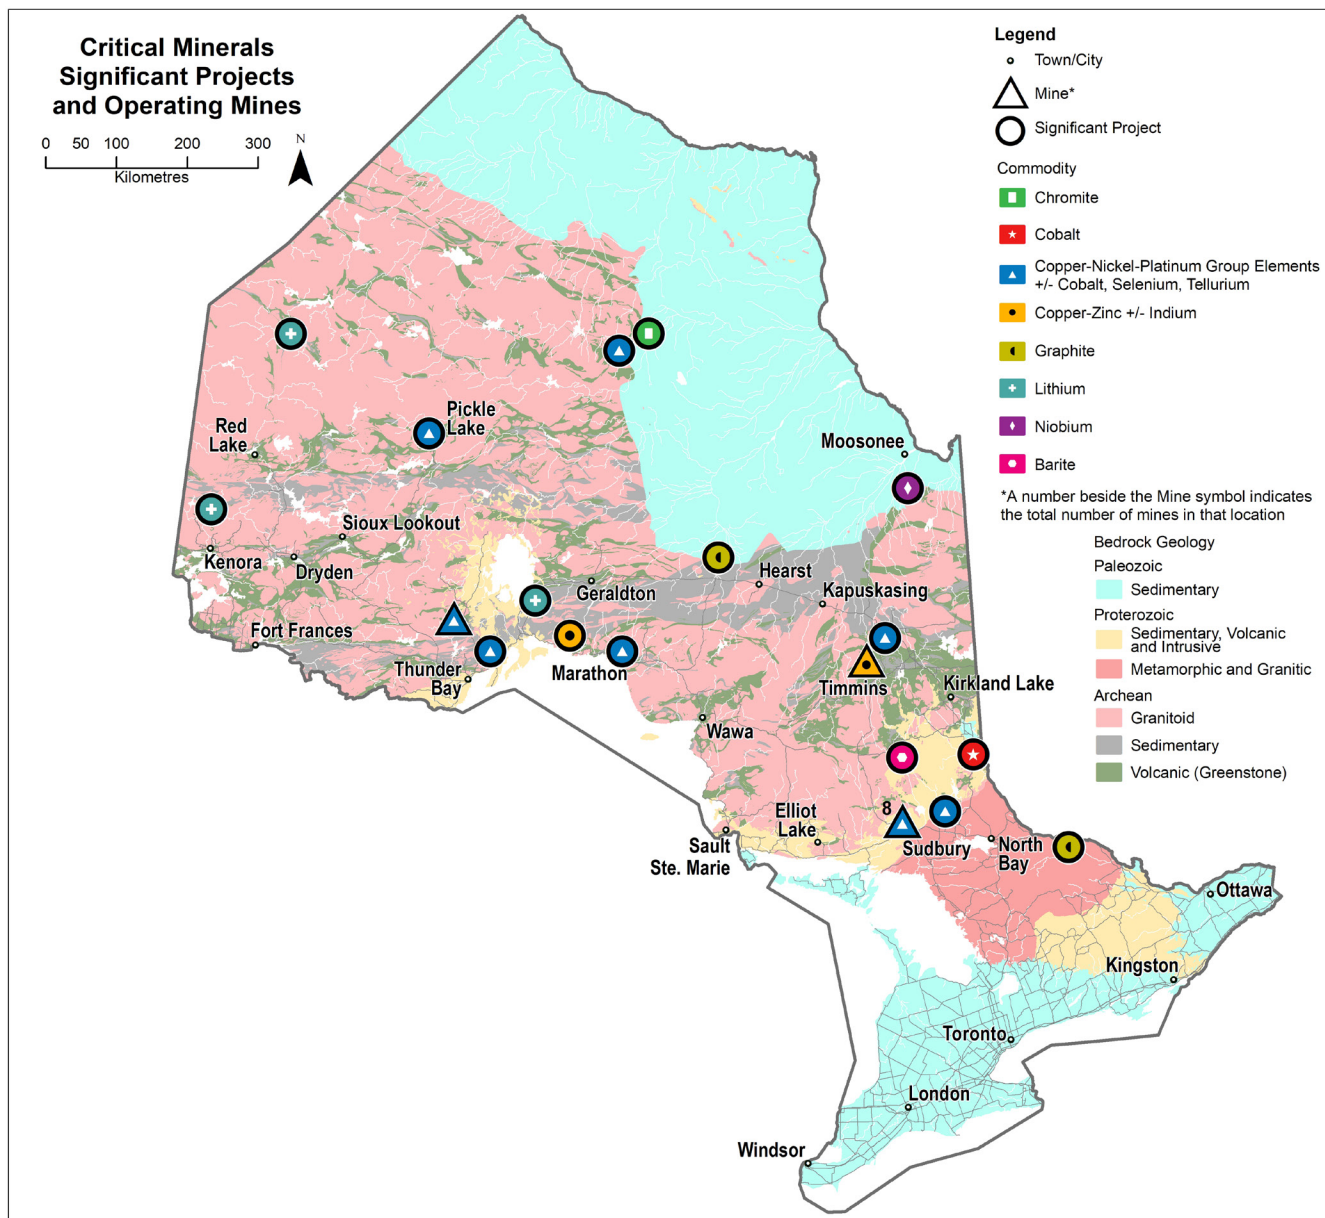 Critical Minerals
Significant Projects
and Operating Mines
0 50 100 200 300
Kilometres
N
Legend
Town/City
Mine*
Significant Project
Commodity
Chromite
Cobalt
Copper-Nickel-Platinum Group Elements
+/- Cobalt, Selenium, Tellurium
Copper-Zinc +/- Indium
Graphite
Lithium
Niobium
Barite
*A number beside the Mine symbol indicates
the total number of mines in that location
Bedrock Geology
Paleozoic
Sedimentary
Proterozoic
Sedimentary, Volcanic
and Intrusive
Metamorphic and Granitic
Archean
Granitoid
Sedimentary
Volcanic (Greenstone)
Pickle
Lake
Red
Lake
Moosonee
Sioux Lookout
Kenora
Dryden
Hearst
Geraldton
Kapuskasing
Fort Frances
Thunder
Bay
Marathon
Timmins
Kirkland Lake
Wawa
8
Elliot
Lake
Sudbury
North
Bay
Sault
Ste. Marie
Ottawa
Kingston
Toronto
London
Windsor